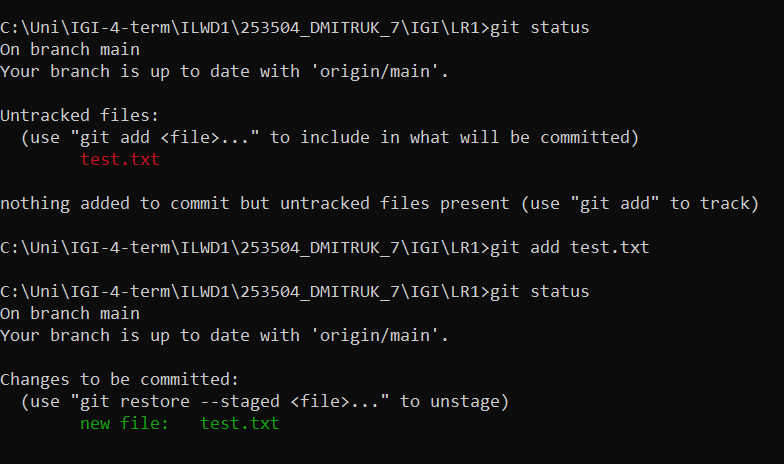 C:\Uni\IGI-4-term\ILWD1\253504_DMITRUK_7\IGI\LR1>git status
On branch main
Your branch is up to date with 'origin/main'.
Untracked files:
  (use "git add <file>..." to include in what will be committed)
        test.txt
nothing added to commit but untracked files present (use "git add" to track)
C:\Uni\IGI-4-term\ILWD1\253504_DMITRUK_7\IGI\LR1>git add test.txt
C:\Uni\IGI-4-term\ILWD1\253504_DMITRUK_7\IGI\LR1>git status
On branch main
Your branch is up to date with 'origin/main'.
Changes to be committed:
  (use "git restore --staged <file>..." to unstage)
        new file:   test.txt